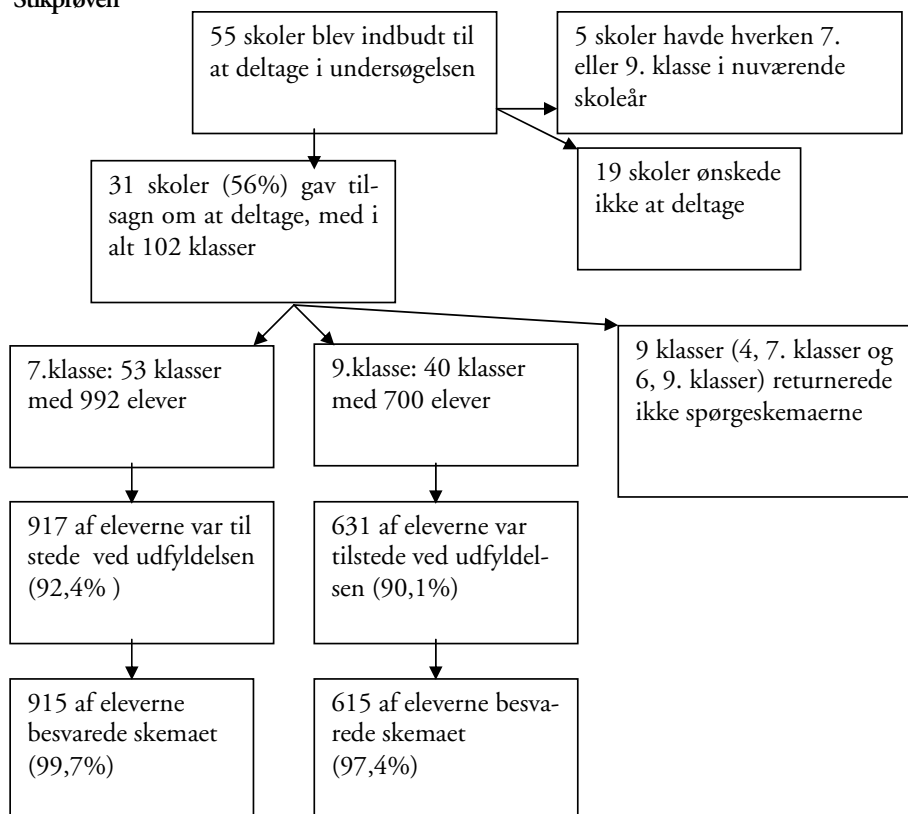 Stikprøven
55 skoler blev indbudt til
at deltage i undersøgelsen
5 skoler havde hverken 7.
eller 9. klasse i nuværende
skoleår
19 skoler ønskede
ikke at deltage
31 skoler (56%) gav til-
sagn om at deltage, med i
alt 102 klasser
7.klasse: 53 klasser
med 992 elever
9.klasse: 40 klasser
med 700 elever
9 klasser (4, 7. klasser og
6, 9. klasser) returnerede
ikke spørgeskemaerne
917 af eleverne var til
stede ved udfyldelsen
(92,4% )
631 af eleverne var
tilstede ved udfyldel-
sen (90,1%)
915 af eleverne
besvarede skemaet
(99,7%)
615 af eleverne besva-
rede skemaet
(97,4%)